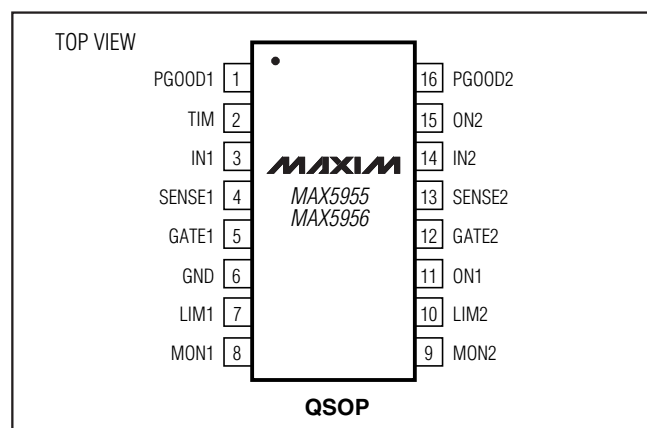 TOP VIEW
PGOOD1 1 16 PGOOD2
TIM 2 15 ON2
IN1 3 14 IN2
MAXIM
SENSE1 4 MAX5955 13 SENSE2
MAX5956
GATE1 5 12 GATE2
GND 6 11 ON1
LIM1 7 10 LIM2
MON1 8 9 MON2
QSOP